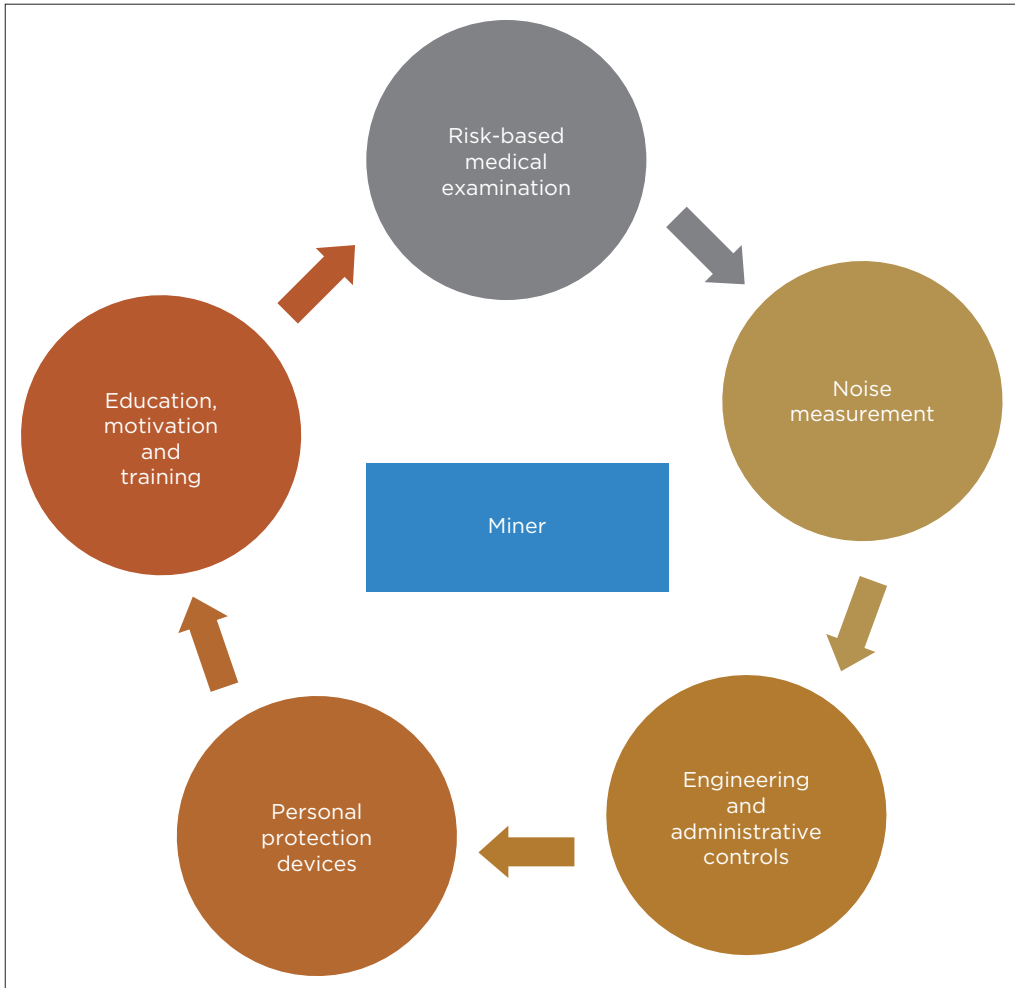 Risk-based
medical
examination
Noise
measurement
Engineering
and
administrative
controls
Personal
protection
devices
Education,
motivation
and
training
Miner